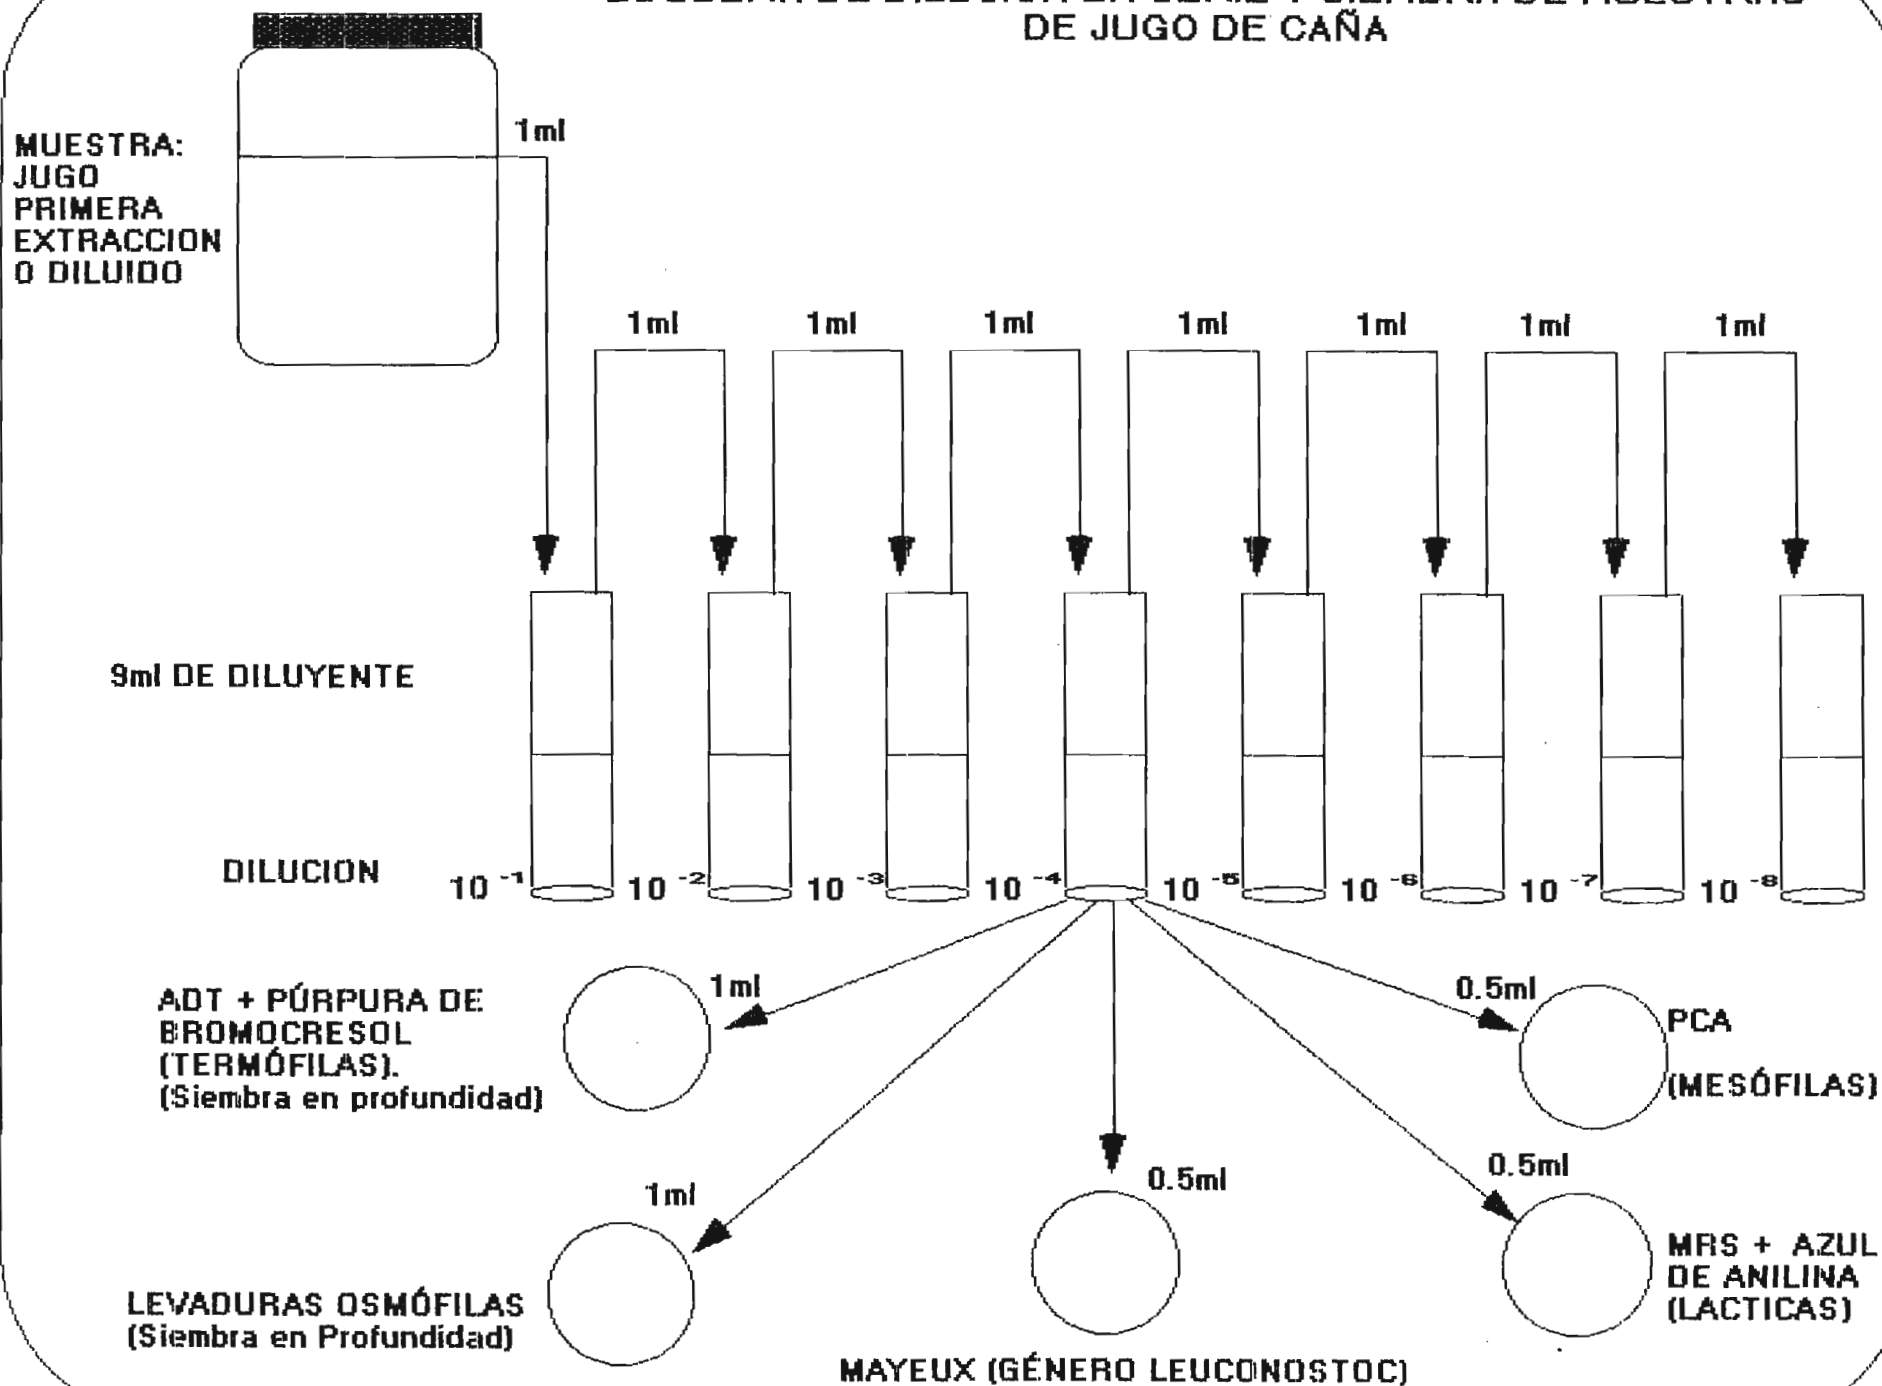 DE JUGO DE CAÑA
1ml
MUESTRA:
JUGO
PRIMERA
EXTRACCION
O DILUIDO
1ml 1ml 1ml 1ml 1ml 1ml 1ml
9ml DE DILUYENTE
DILUCION 10 -1 10 -2 10 -3 10 -4 10 -5 10 -6 10 -7 10 -8
1ml
ADT + PÚRPURA DE
BROMOCRESOL
(TERMÓFILAS).
(Siembra en profundidad)
0.5ml
PCA
(MESÓFILAS)
1ml
LEVADURAS OSMÓFILAS
(Siembra en Profundidad)
0.5ml
MAYEUX (GÉNERO LEUCONOSTOC)
0.5ml
MRS + AZUL
DE ANILINA
(LACTICAS)